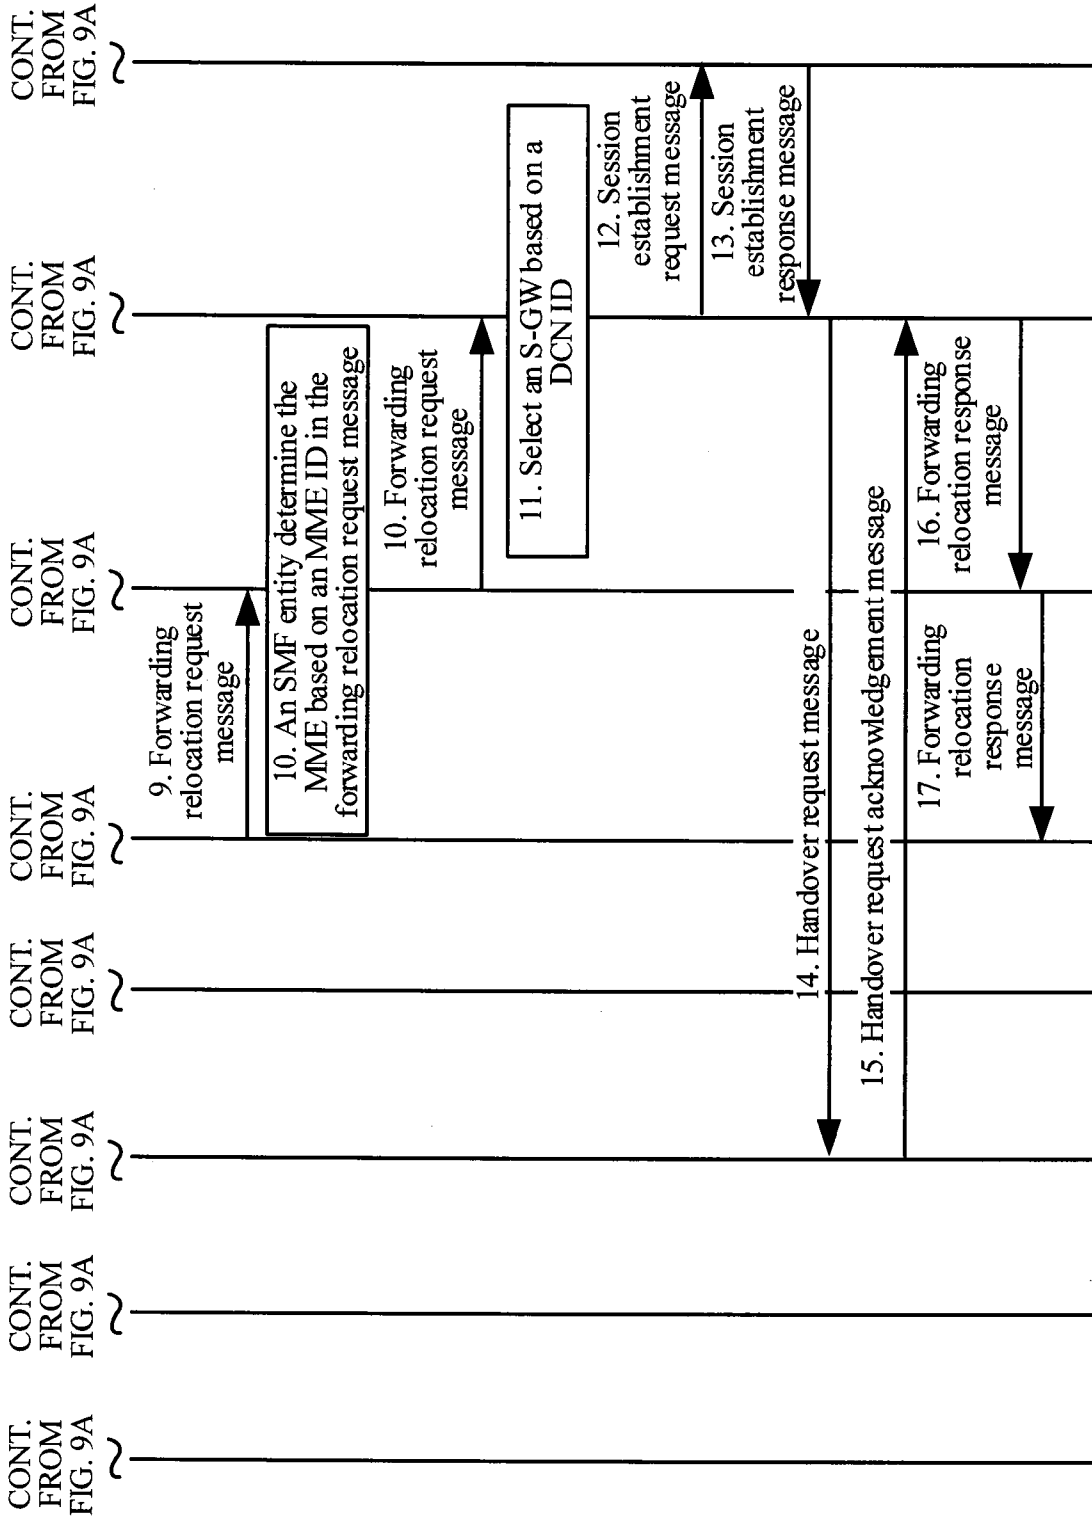 CONT.
FROM
FIG. 9A
CONT.
FROM
FIG. 9A
CONT.
FROM
FIG. 9A
CONT.
FROM
FIG. 9A
CONT.
FROM
FIG. 9A
CONT.
FROM
FIG. 9A
CONT.
FROM
FIG. 9A
CONT.
FROM
FIG. 9A
9. Forwarding
relocation request
message
10. An SMF entity determine the
MME based on an MME ID in the
forwarding relocation request message
10. Forwarding
relocation request
message
11. Select an S-GW based on a
DCN ID
12. Session
establishment
request message
13. Session
establishment
response message
14. Handover request message
15. Handover request acknowledgement message
16. Forwarding
relocation response
message
17. Forwarding
relocation
response
message